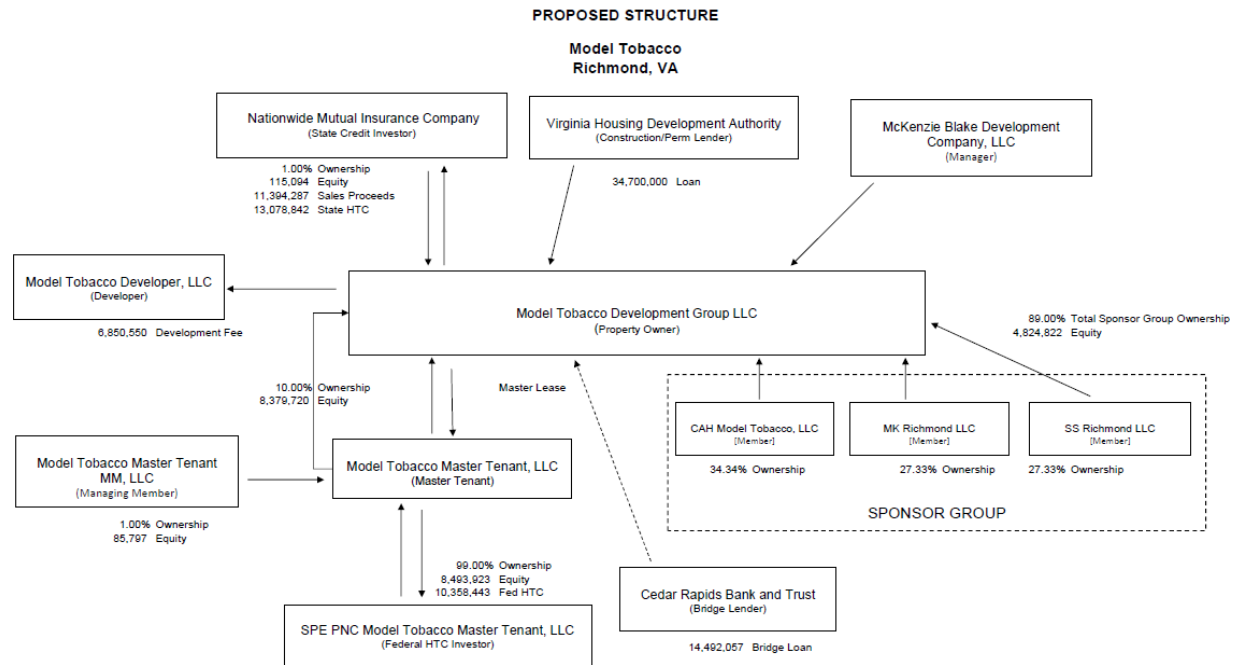 PROPOSED STRUCTURE
Model Tobacco
Richmond, VA
Nationwide Mutual Insurance Company
(State Credit Investor)
1.00% Ownership
115,094 Equity
11,394,287 Sales Proceeds
13,078,842 State HTC
Virginia Housing Development Authority
(Construction/Perm Lender)
34,700,000 Loan
McKenzie Blake Development
Company, LLC
(Manager)
Model Tobacco Developer, LLC
(Developer)
6,850,550 Development Fee
Model Tobacco Development Group LLC
(Property Owner)
89.00% Total Sponsor Group Ownership
4,824,822 Equity
10.00% Ownership
8,379,720 Equity
Master Lease
CAH Model Tobacco, LLC
[Member]
34.34% Ownership
MK Richmond LLC
[Member]
27.33% Ownership
SS Richmond LLC
[Member]
27.33% Ownership
SPONSOR GROUP
Model Tobacco Master Tenant
MM, LLC
(Managing Member)
1.00% Ownership
85,797 Equity
Model Tobacco Master Tenant, LLC
(Master Tenant)
99.00% Ownership
8,493,923 Equity
10,358,443 Fed HTC
SPE PNC Model Tobacco Master Tenant, LLC
(Federal HTC Investor)
Cedar Rapids Bank and Trust
(Bridge Lender)
14,492,057 Bridge Loan